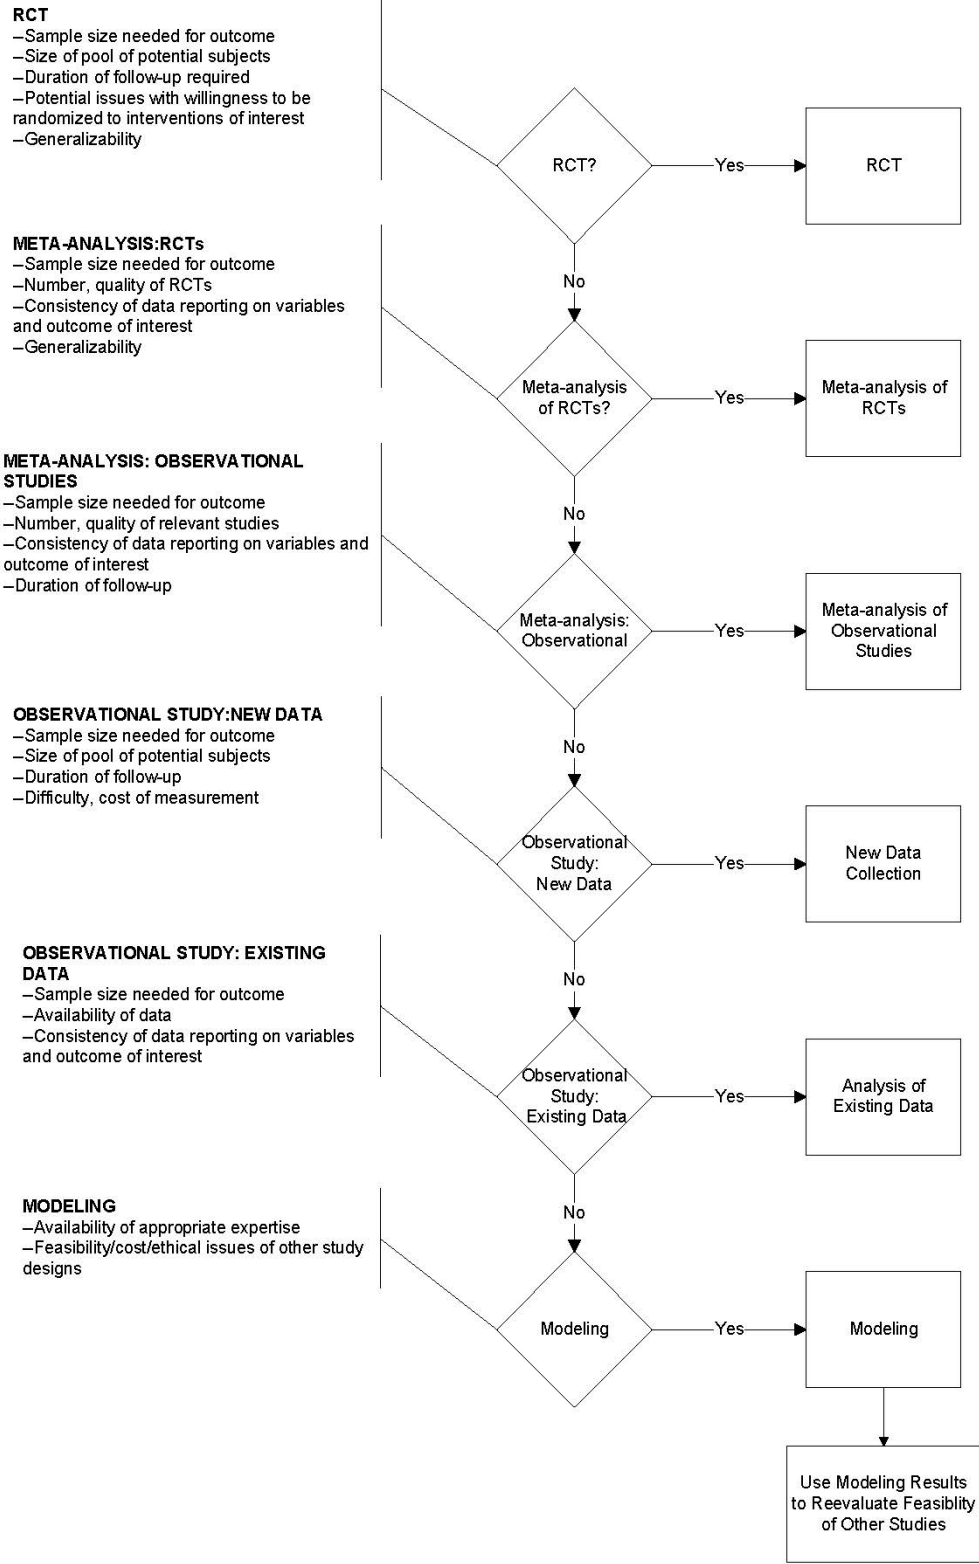 RCT
–Sample size needed for outcome
–Size of pool of potential subjects
–Duration of follow-up required
–Potential issues with willingness to be
randomized to interventions of interest
–Generalizability
RCT?
Yes
RCT
No
META-ANALYSIS:RCTs
–Sample size needed for outcome
–Number, quality of RCTs
–Consistency of data reporting on variables
and outcome of interest
–Generalizability
Meta-analysis
of RCTs?
Yes
Meta-analysis of
RCTs
No
META-ANALYSIS: OBSERVATIONAL
STUDIES
–Sample size needed for outcome
–Number, quality of relevant studies
–Consistency of data reporting on variables and
outcome of interest
–Duration of follow-up
Meta-analysis:
Observational
Yes
Meta-analysis of
Observational
Studies
No
OBSERVATIONAL STUDY:NEW DATA
–Sample size needed for outcome
–Size of pool of potential subjects
–Duration of follow-up
–Difficulty, cost of measurement
Observational
Study:
New Data
Yes
New Data
Collection
No
OBSERVATIONAL STUDY: EXISTING
DATA
–Sample size needed for outcome
–Availability of data
–Consistency of data reporting on variables
and outcome of interest
Observational
Study:
Existing Data
Yes
Analysis of
Existing Data
No
MODELING
–Availability of appropriate expertise
–Feasibility/cost/ethical issues of other study
designs
Modeling
Yes
Modeling
Use Modeling Results
to Reevaluate Feasiblity
of Other Studies